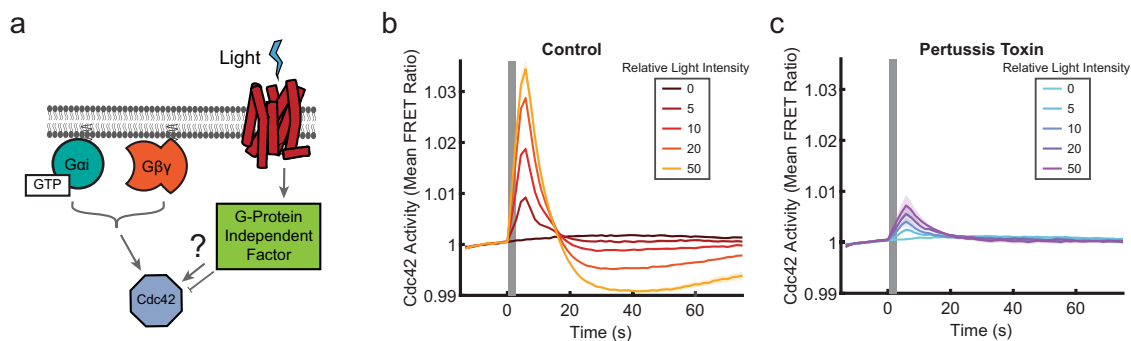 a
Light
Gαi
GTP
Gβγ
G-Protein
Independent
Factor
?
Cdc42
b
Control
Cdc42 Activity (Mean FRET Ratio)
1.03
1.02
1.01
1
0.99
Relative Light Intensity
0
5
10
20
50
0 20 40 60
Time (s)
c
Pertussis Toxin
Cdc42 Activity (Mean FRET Ratio)
1.03
1.02
1.01
1
0.99
Relative Light Intensity
0
5
10
20
50
0 20 40 60
Time (s)